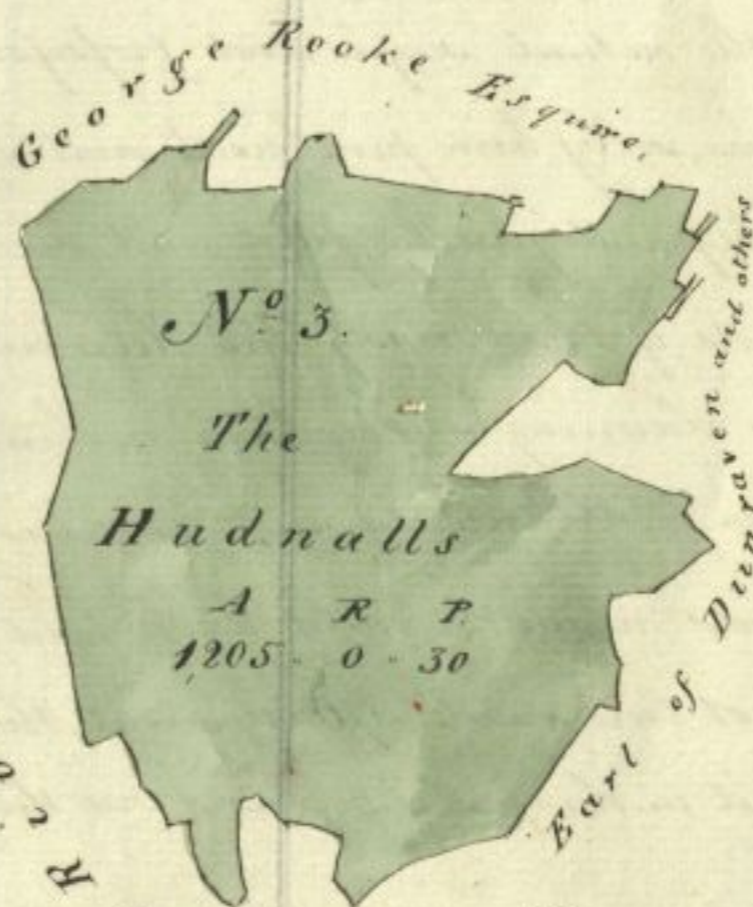 George Rooke Esquire,
No 3.
The
Hudnalls
A R P.
1205 - 0 - 30
Earl of Dunraven and others